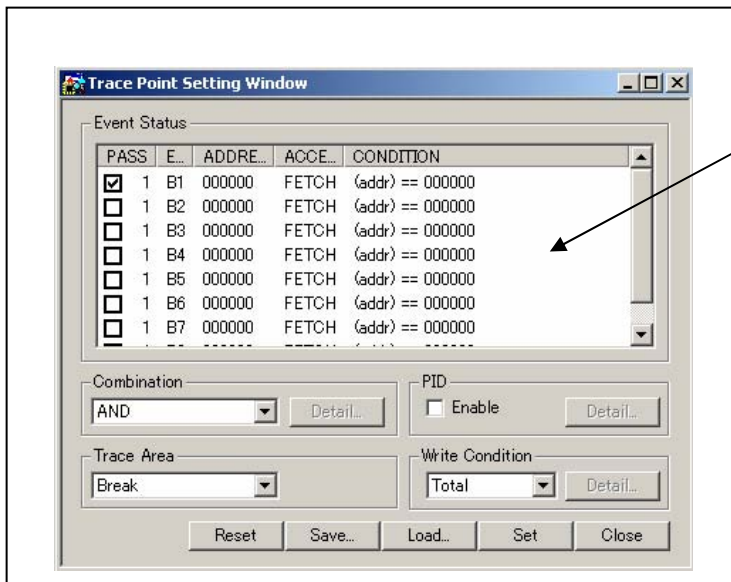 Trace Point Setting Window
Event Status
PASS E... ADDRE... ACCE... CONDITION
1 B1 000000 FETCH (addr) == 000000
1 B2 000000 FETCH (addr) == 000000
1 B3 000000 FETCH (addr) == 000000
1 B4 000000 FETCH (addr) == 000000
1 B5 000000 FETCH (addr) == 000000
1 B6 000000 FETCH (addr) == 000000
1 B7 000000 FETCH (addr) == 000000
Combination
AND Detail...
PID
Enable Detail...
Trace Area
Break
Write Condition
Total Detail...
Reset Save... Load... Set Close